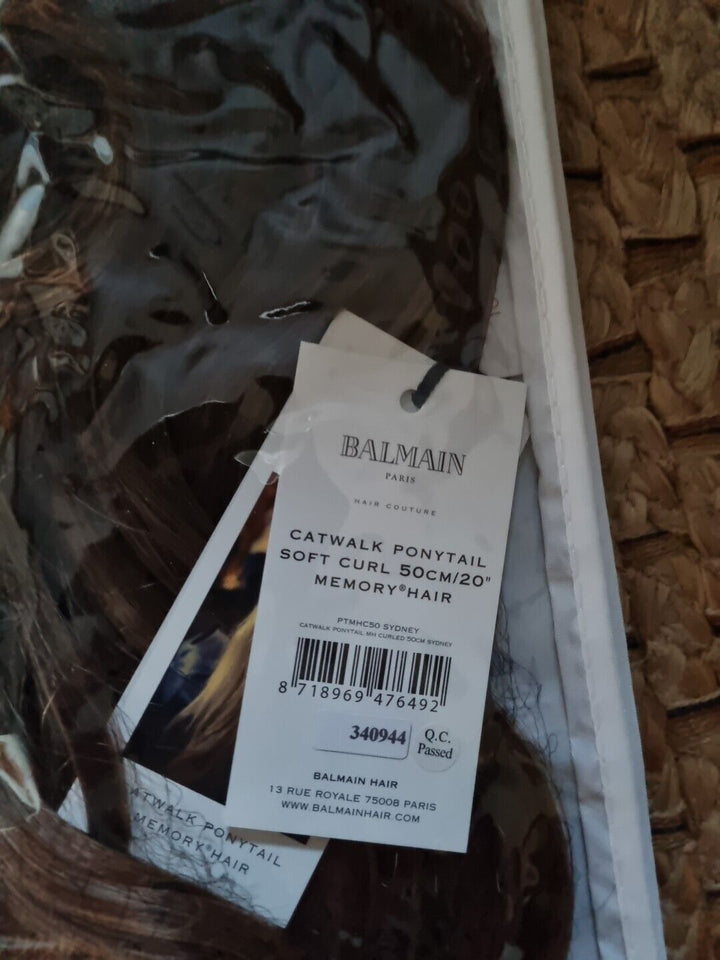 BALMAIN
PARIS
HAIR COUTURE
CATWALK PONYTAIL
SOFT CURL 50CM/20"
MEMORY®HAIR
PTMHC50 SYDNEY
CATWALK PONYTAIL MH CURLED 50CM SYDNEY
8 718969 476492
340944
Q.C.
Passed
BALMAIN HAIR
13 RUE ROYALE 75008 PARIS
WWW.BALMAINHAIR.COM
ATWALK PONYTAIL
MEMORY®HAIR